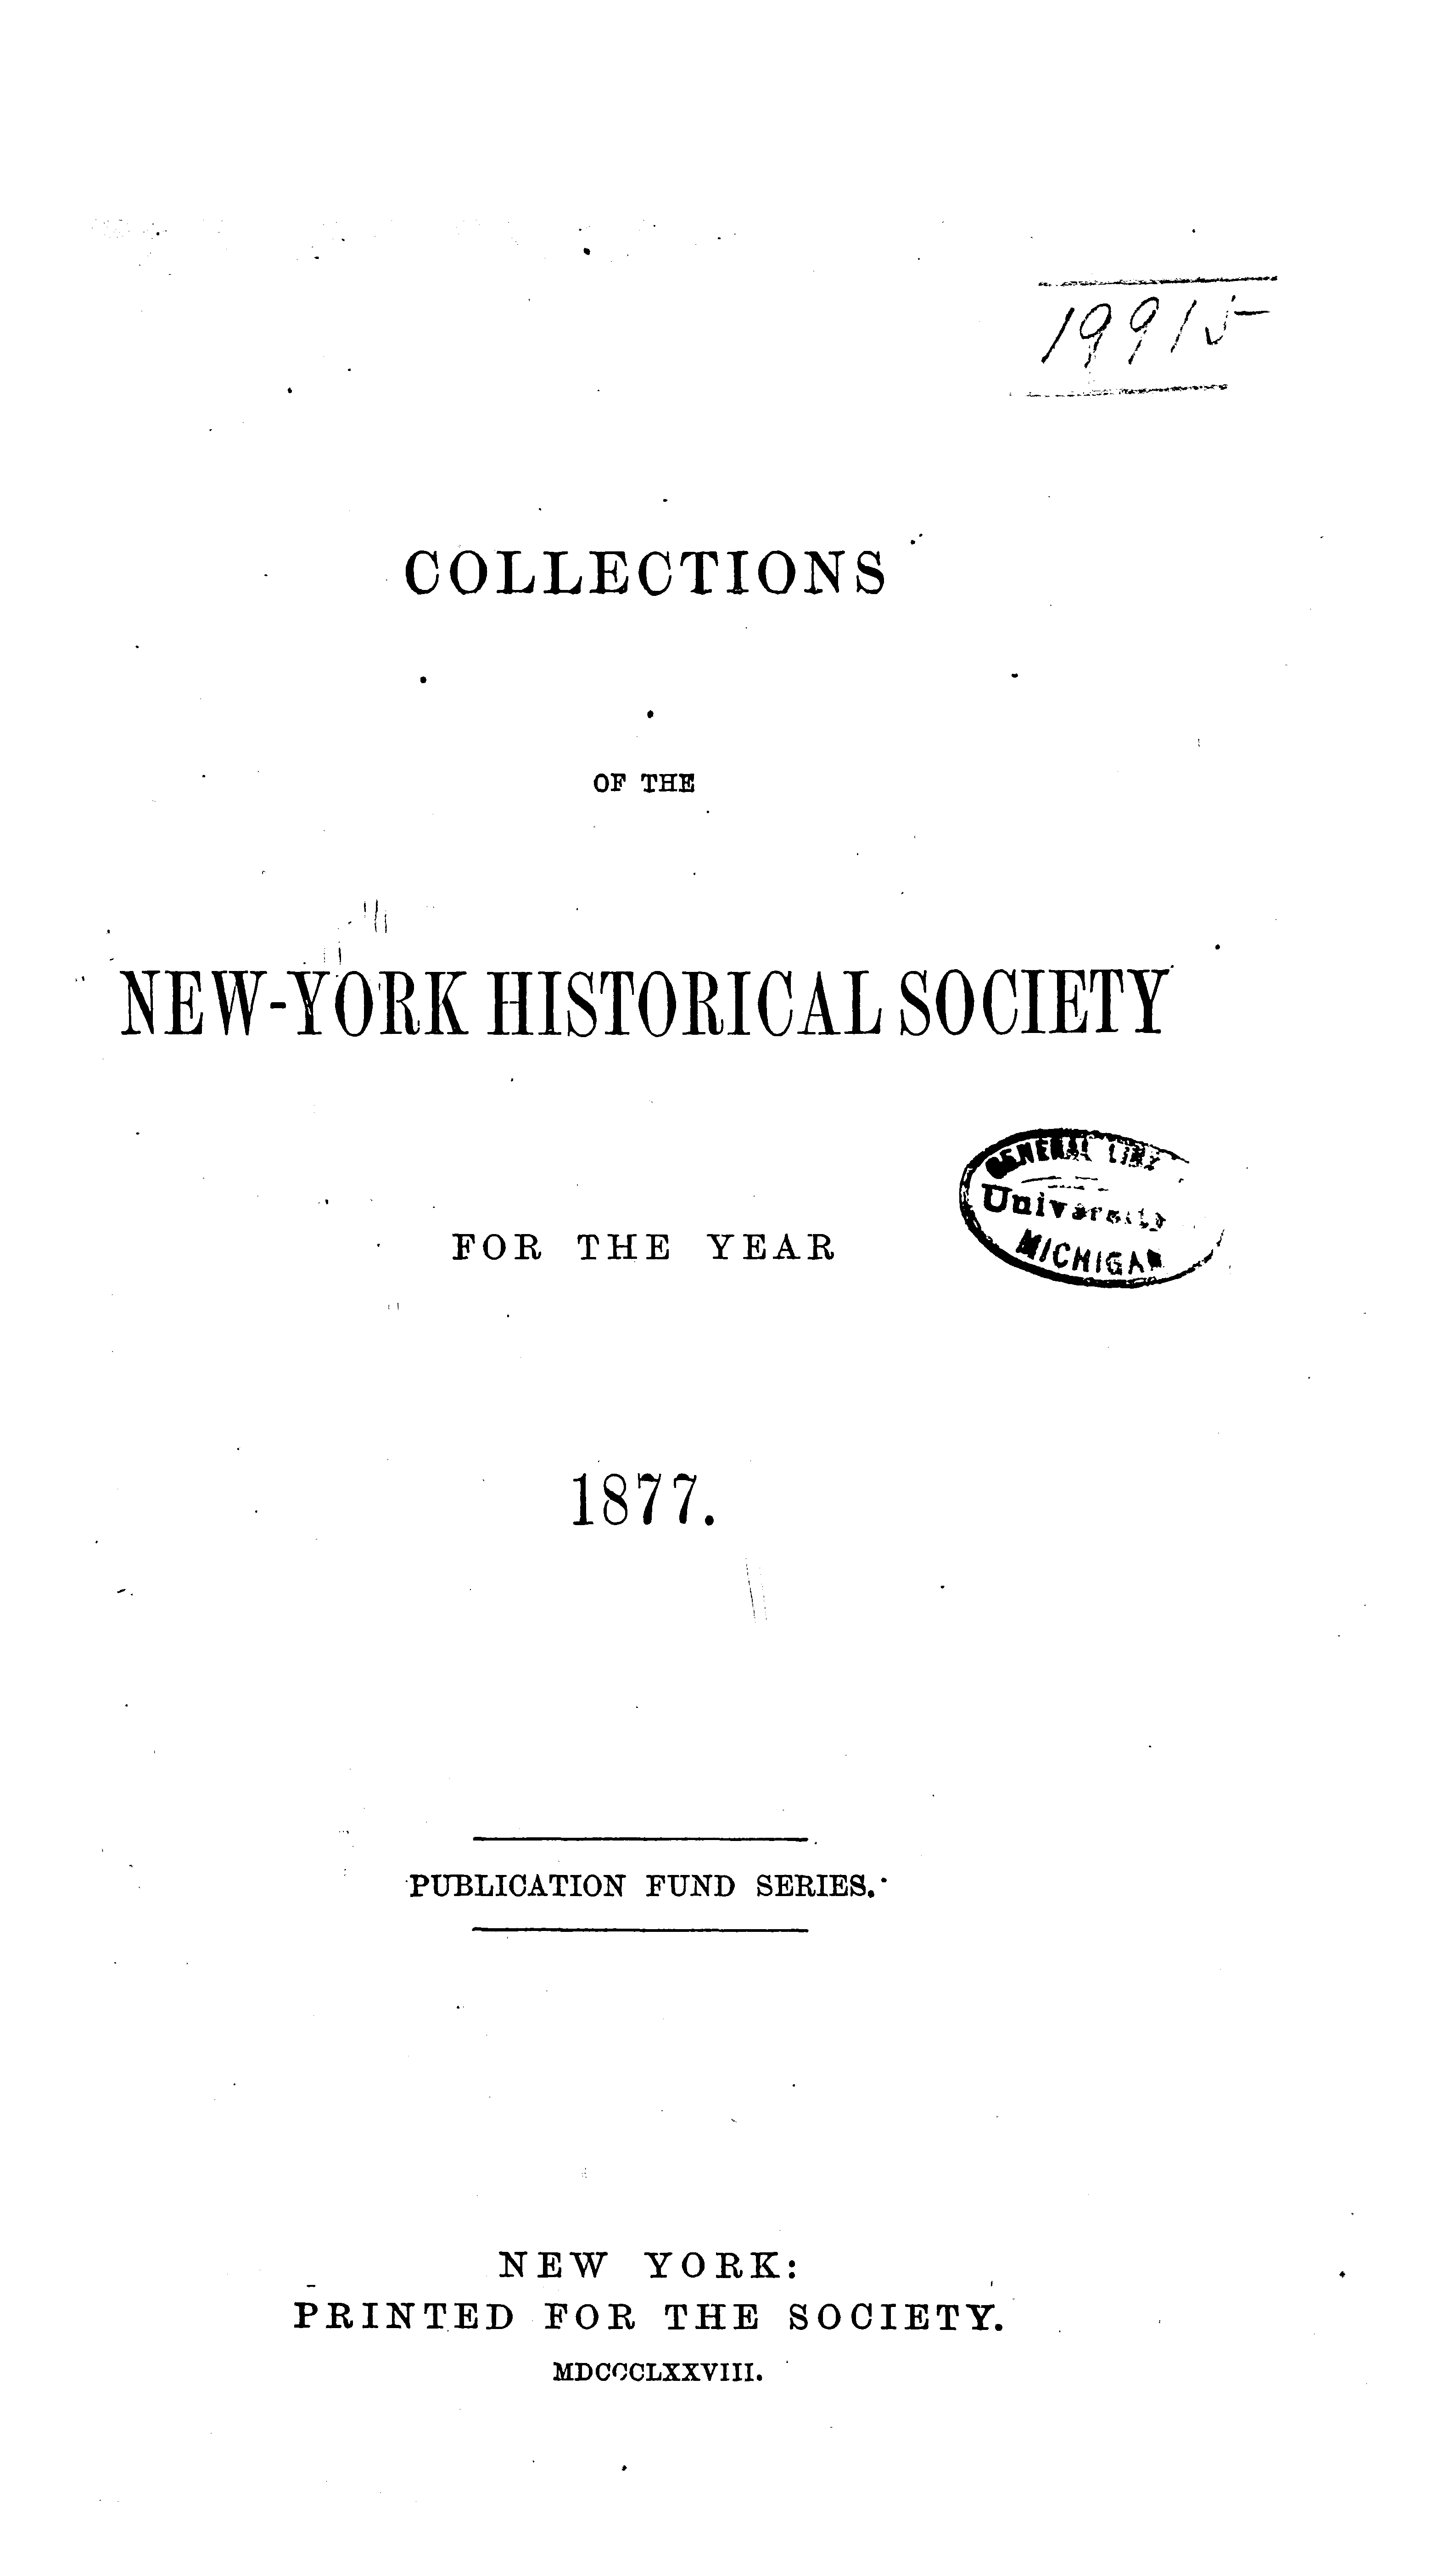 19915
COLLECTIONS
OF THE
NEW-YORK HISTORICAL SOCIETY
GENERAL
University
MICHIGAN
FOR THE YEAR
1877.
PUBLICATION FUND SERIES.
NEW YORK:
PRINTED FOR THE SOCIETY.
MDCCCLXXVIII.